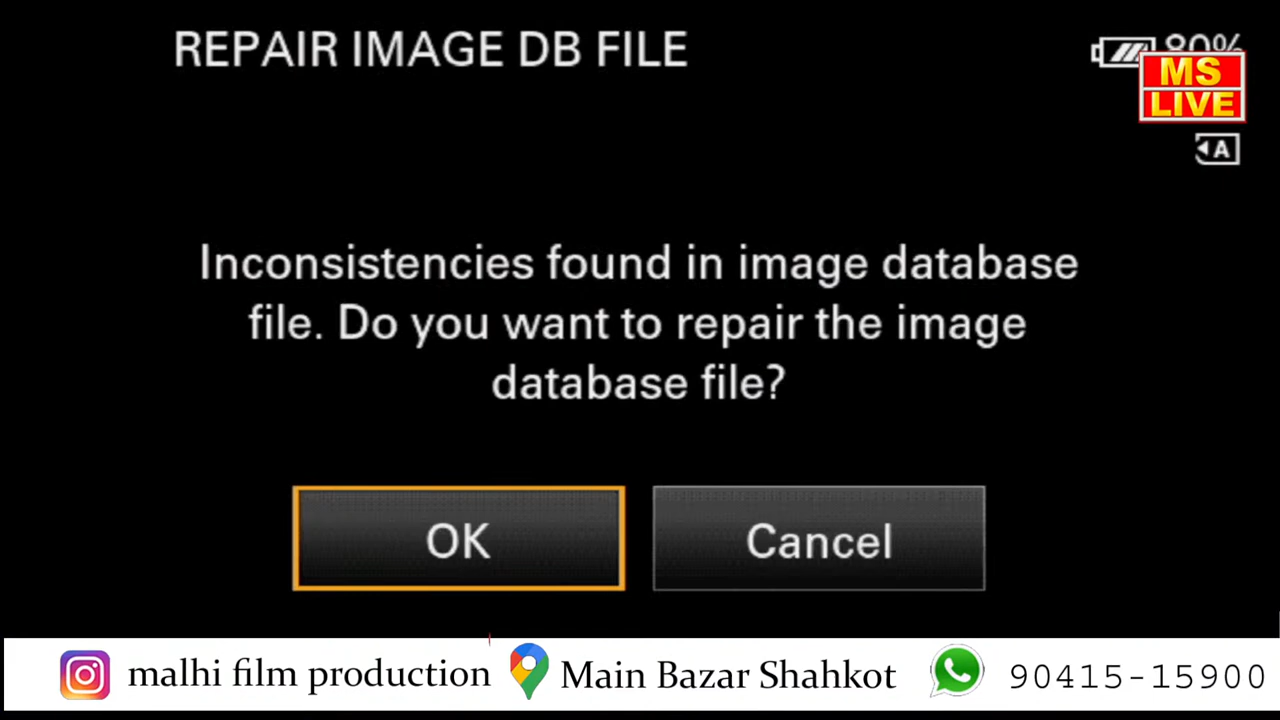 REPAIR IMAGE DB FILE
80%
MS
LIVE
A
Inconsistencies found in image database
file. Do you want to repair the image
database file?
OK
Cancel
malhi film production
Main Bazar Shahkot
90415-15900